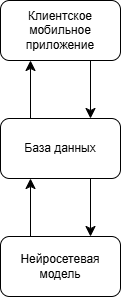 Клиентское
мобильное
приложение
База данных
Нейросетевая
модель